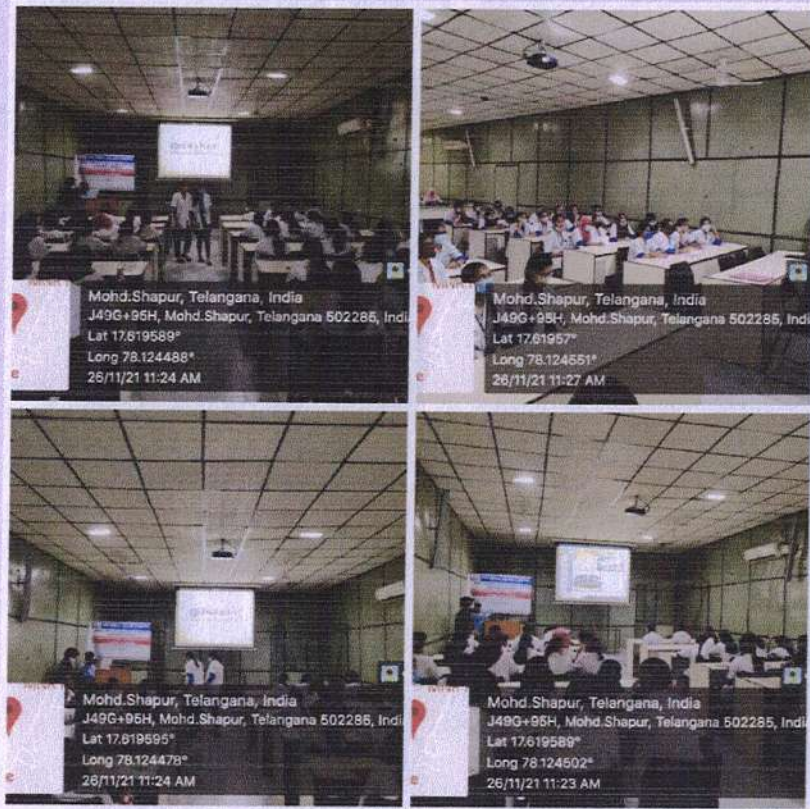 Mohd.Shapur, Telangana, India
J49G+95H, Mohd.Shapur, Telangana 502285, Indi
Lat 17.619589°
Long 78.124488°
26/11/21 11:24 AM
Mohd.Shapur, Telangana, India
J49G+95H, Mohd.Shapur, Telangana 502285, Indi
Lat 17.61957°
Long 78.124551°
26/11/21 11:27 AM
Mohd.Shapur, Telangana, India
J49G+95H, Mohd.Shapur, Telangana 502285, Indi
Lat 17.619595°
Long 78.124478°
26/11/21 11:24 AM
Mohd.Shapur, Telangana, India
J49G+95H, Mohd.Shapur, Telangana 502285, Indi
Lat 17.619589°
Long 78.124502°
26/11/21 11:23 AM